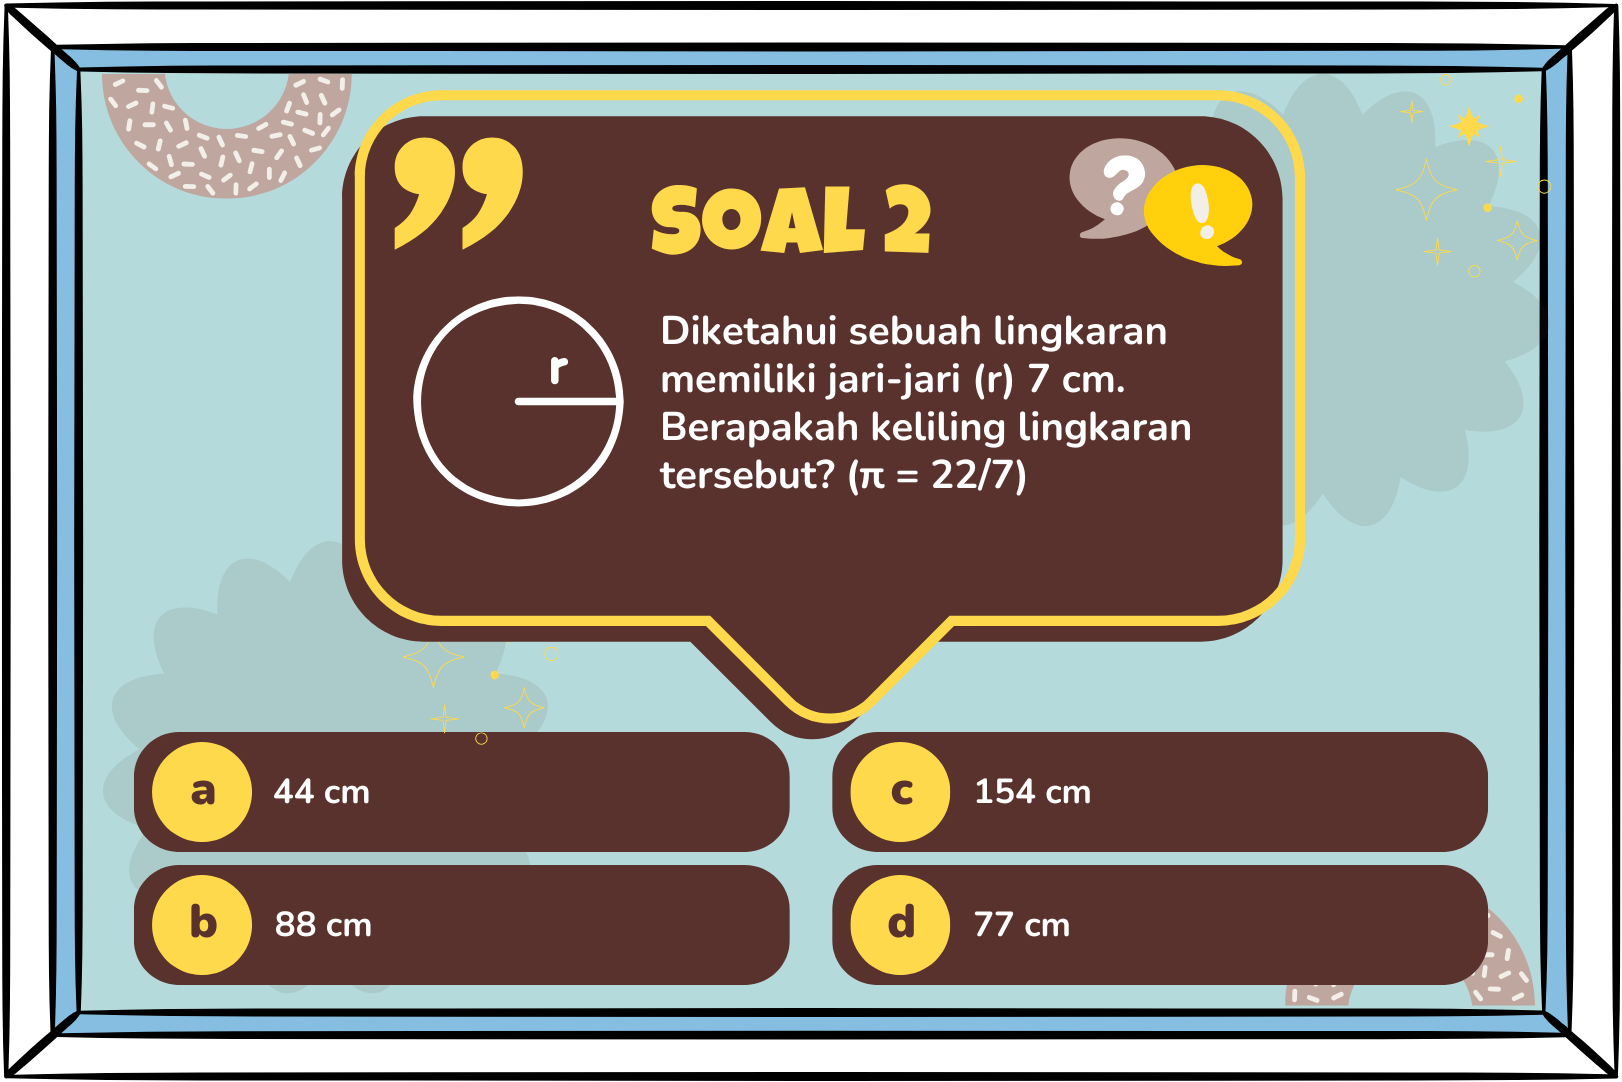 SOAL 2
?
!
r
Diketahui sebuah lingkaran
memiliki jari-jari (r) 7 cm.
Berapakah keliling lingkaran
tersebut? (π = 22/7)
a 44 cm
b 88 cm
c 154 cm
d 77 cm